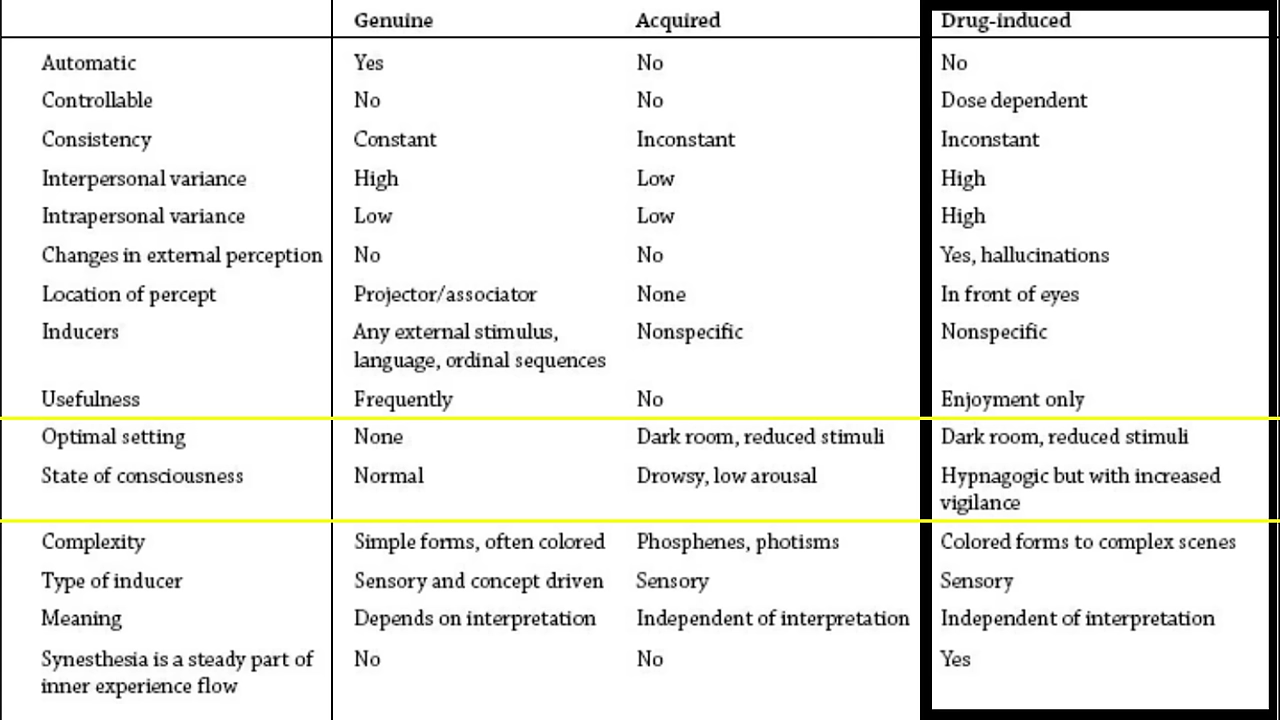 Genuine Acquired Drug-induced
Automatic Yes No No
Controllable No No Dose dependent
Consistency Constant Inconstant Inconstant
Interpersonal variance High Low High
Intrapersonal variance Low Low High
Changes in external perception No No Yes, hallucinations
Location of percept Projector/associator None In front of eyes
Inducers Any external stimulus, Nonspecific Nonspecific
language, ordinal sequences
Usefulness Frequently No Enjoyment only
Optimal setting None Dark room, reduced stimuli Dark room, reduced stimuli
State of consciousness Normal Drowsy, low arousal Hypnagogic but with increased
vigilance
Complexity Simple forms, often colored Phosphenes, photisms Colored forms to complex scenes
Type of inducer Sensory and concept driven Sensory Sensory
Meaning Depends on interpretation Independent of interpretation Independent of interpretation
Synesthesia is a steady part of No No Yes
inner experience flow